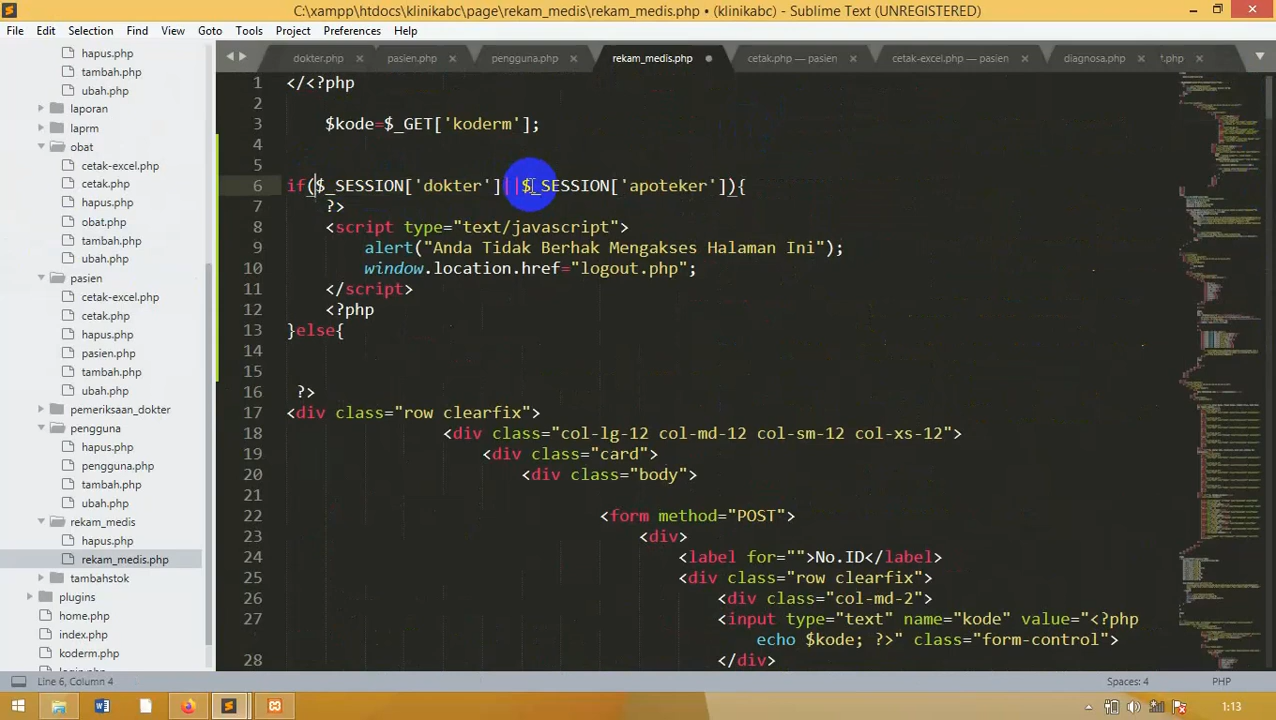 C:\xampp\htdocs\klinikabc\page\rekam_medis\rekam_medis.php • (klinikabc) - Sublime Text (UNREGISTERED)
File Edit Selection Find View Goto Tools Project Preferences Help
dokter.php pasien.php pengguna.php rekam_medis.php cetak.php — pasien cetak-excel.php — pasien diagnosa.php t.php
hapus.php
tambah.php
ubah.php
laporan
laprm
obat
cetak-excel.php
cetak.php
hapus.php
obat.php
tambah.php
ubah.php
pasien
cetak-excel.php
cetak.php
hapus.php
pasien.php
tambah.php
ubah.php
pemeriksaan_dokter
pengguna
hapus.php
pengguna.php
tambah.php
ubah.php
rekam_medis
hapus.php
rekam_medis.php
tambahstok
plugins
home.php
index.php
koderm.php
1 </<?php
2
3 $kode=$_GET['koderm'];
4
5
6 if($_SESSION['dokter']||$_SESSION['apoteker']){
7 ?>
8 <script type="text/javascript">
9 alert("Anda Tidak Berhak Mengakses Halaman Ini");
10 window.location.href="logout.php";
11 </script>
12 <?php
13 }else{
14
15
16 ?>
17 <div class="row clearfix">
18 <div class="col-lg-12 col-md-12 col-sm-12 col-xs-12">
19 <div class="card">
20 <div class="body">
21
22 <form method="POST">
23 <div>
24 <label for="">No.ID</label>
25 <div class="row clearfix">
26 <div class="col-md-2">
27 <input type="text" name="kode" value="<?php
echo $kode; ?>" class="form-control">
28 </div>
Line 6, Column 4 Spaces: 4 PHP
1:13